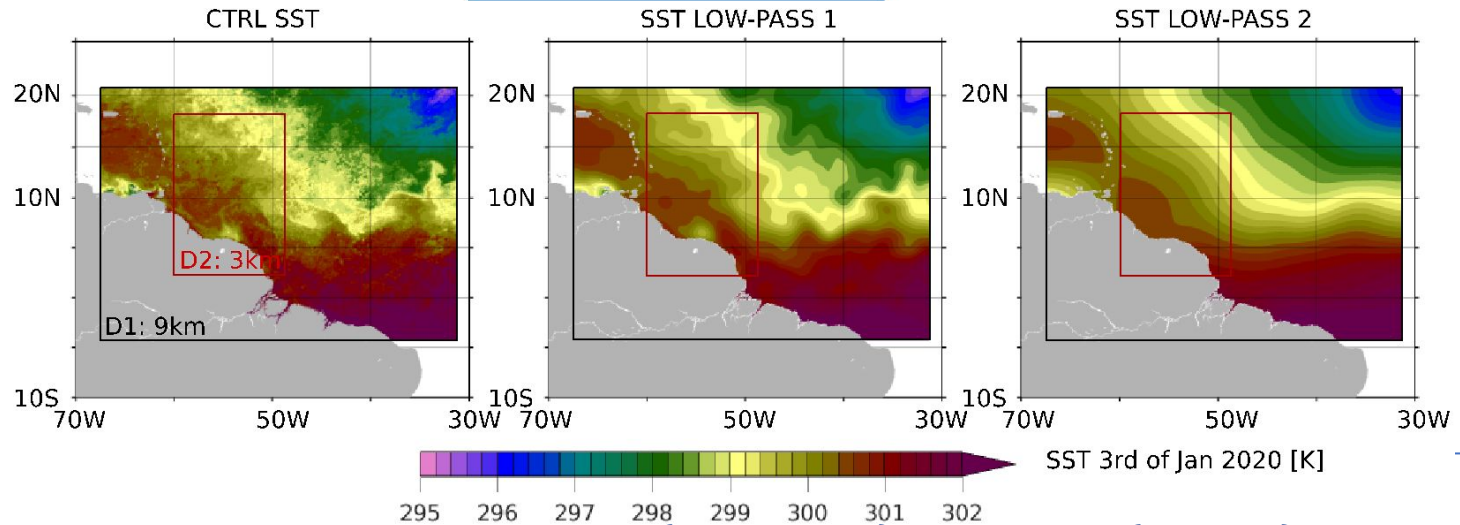 CTRL SST
SST LOW-PASS 1
SST LOW-PASS 2
20N
10N
10S
70W
50W
30W
D2: 3km
D1: 9km
20N
10N
10S
70W
50W
30W
20N
10N
10S
70W
50W
30W
295
296
297
298
299
300
301
302
SST 3rd of Jan 2020 [K]